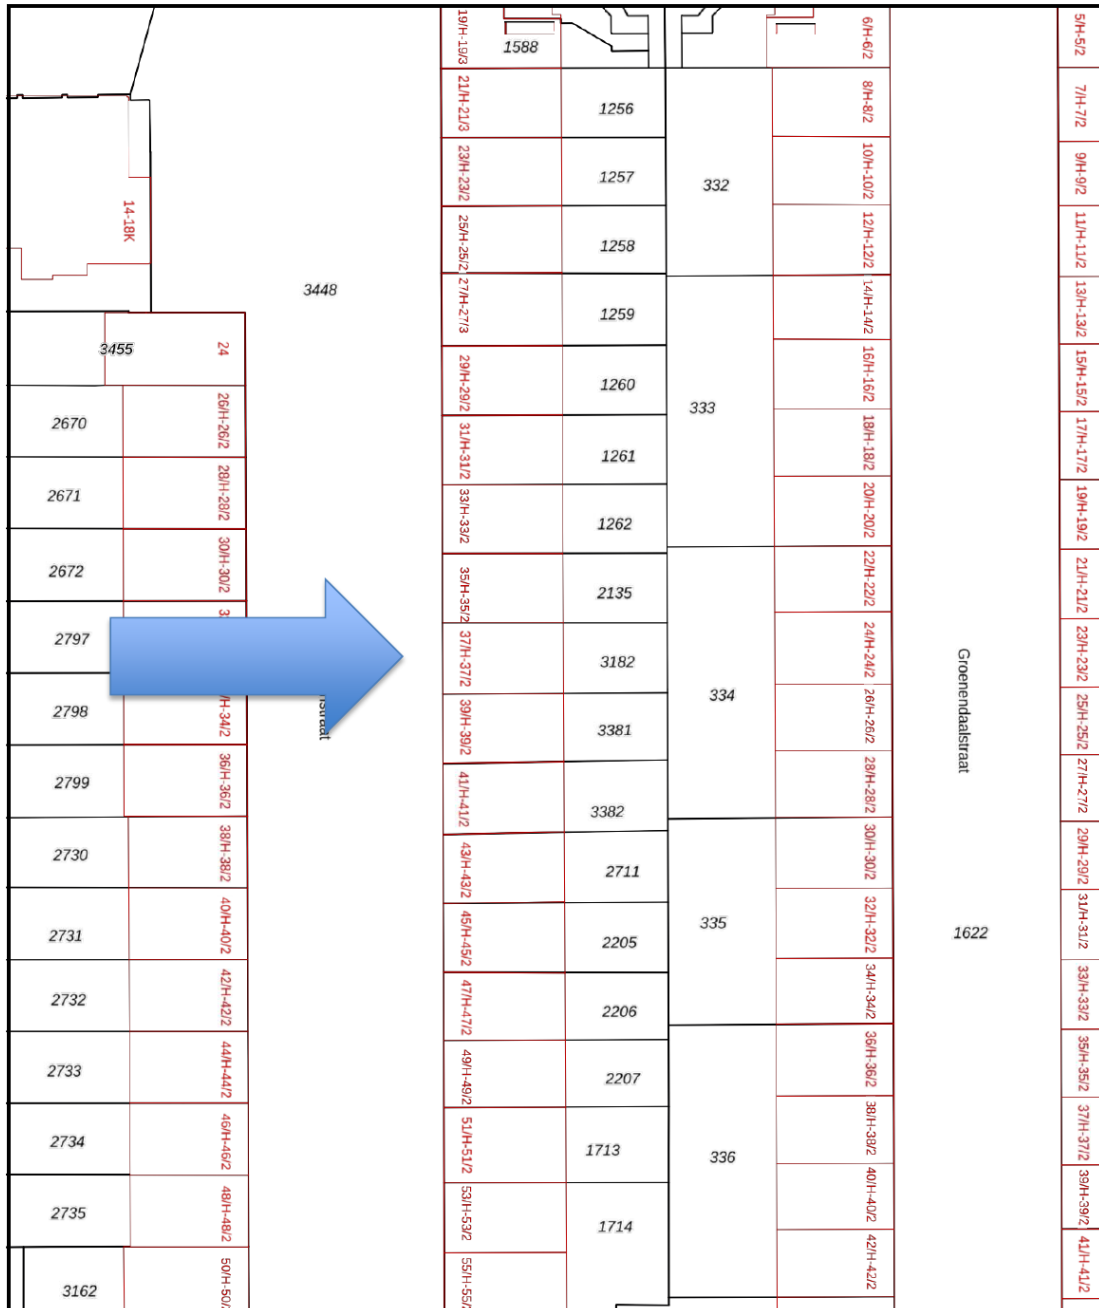 19/H-19/3
1588
6/H-6/2
5/H-5/2
21/H-21/3
1256
8/H-8/2
7/H-7/2
23/H-23/2
1257
332
10/H-10/2
9/H-9/2
14-18K
25/H-25/2
1258
12/H-12/2
11/H-11/2
3448
27/H-27/3
1259
14/H-14/2
13/H-13/2
3455
24
29/H-29/2
1260
333
16/H-16/2
15/H-15/2
2670
26/H-26/2
31/H-31/2
1261
18/H-18/2
17/H-17/2
2671
28/H-28/2
33/H-33/2
1262
20/H-20/2
19/H-19/2
2672
30/H-30/2
35/H-35/2
2135
22/H-22/2
21/H-21/2
2797
37/H-37/2
3182
24/H-24/2
23/H-23/2
2798
/H-34/2
39/H-39/2
3381
334
26/H-26/2
Groenendaalstraat
25/H-25/2
2799
36/H-36/2
41/H-41/2
3382
28/H-28/2
27/H-27/2
2730
38/H-38/2
43/H-43/2
2711
30/H-30/2
29/H-29/2
2731
40/H-40/2
45/H-45/2
2205
335
32/H-32/2
1622
31/H-31/2
2732
42/H-42/2
47/H-47/2
2206
34/H-34/2
33/H-33/2
2733
44/H-44/2
49/H-49/2
2207
36/H-36/2
35/H-35/2
2734
46/H-46/2
51/H-51/2
1713
336
38/H-38/2
37/H-37/2
2735
48/H-48/2
53/H-53/2
1714
40/H-40/2
39/H-39/2
3162
50/H-50/
55/H-55/2
42/H-42/2
41/H-41/2